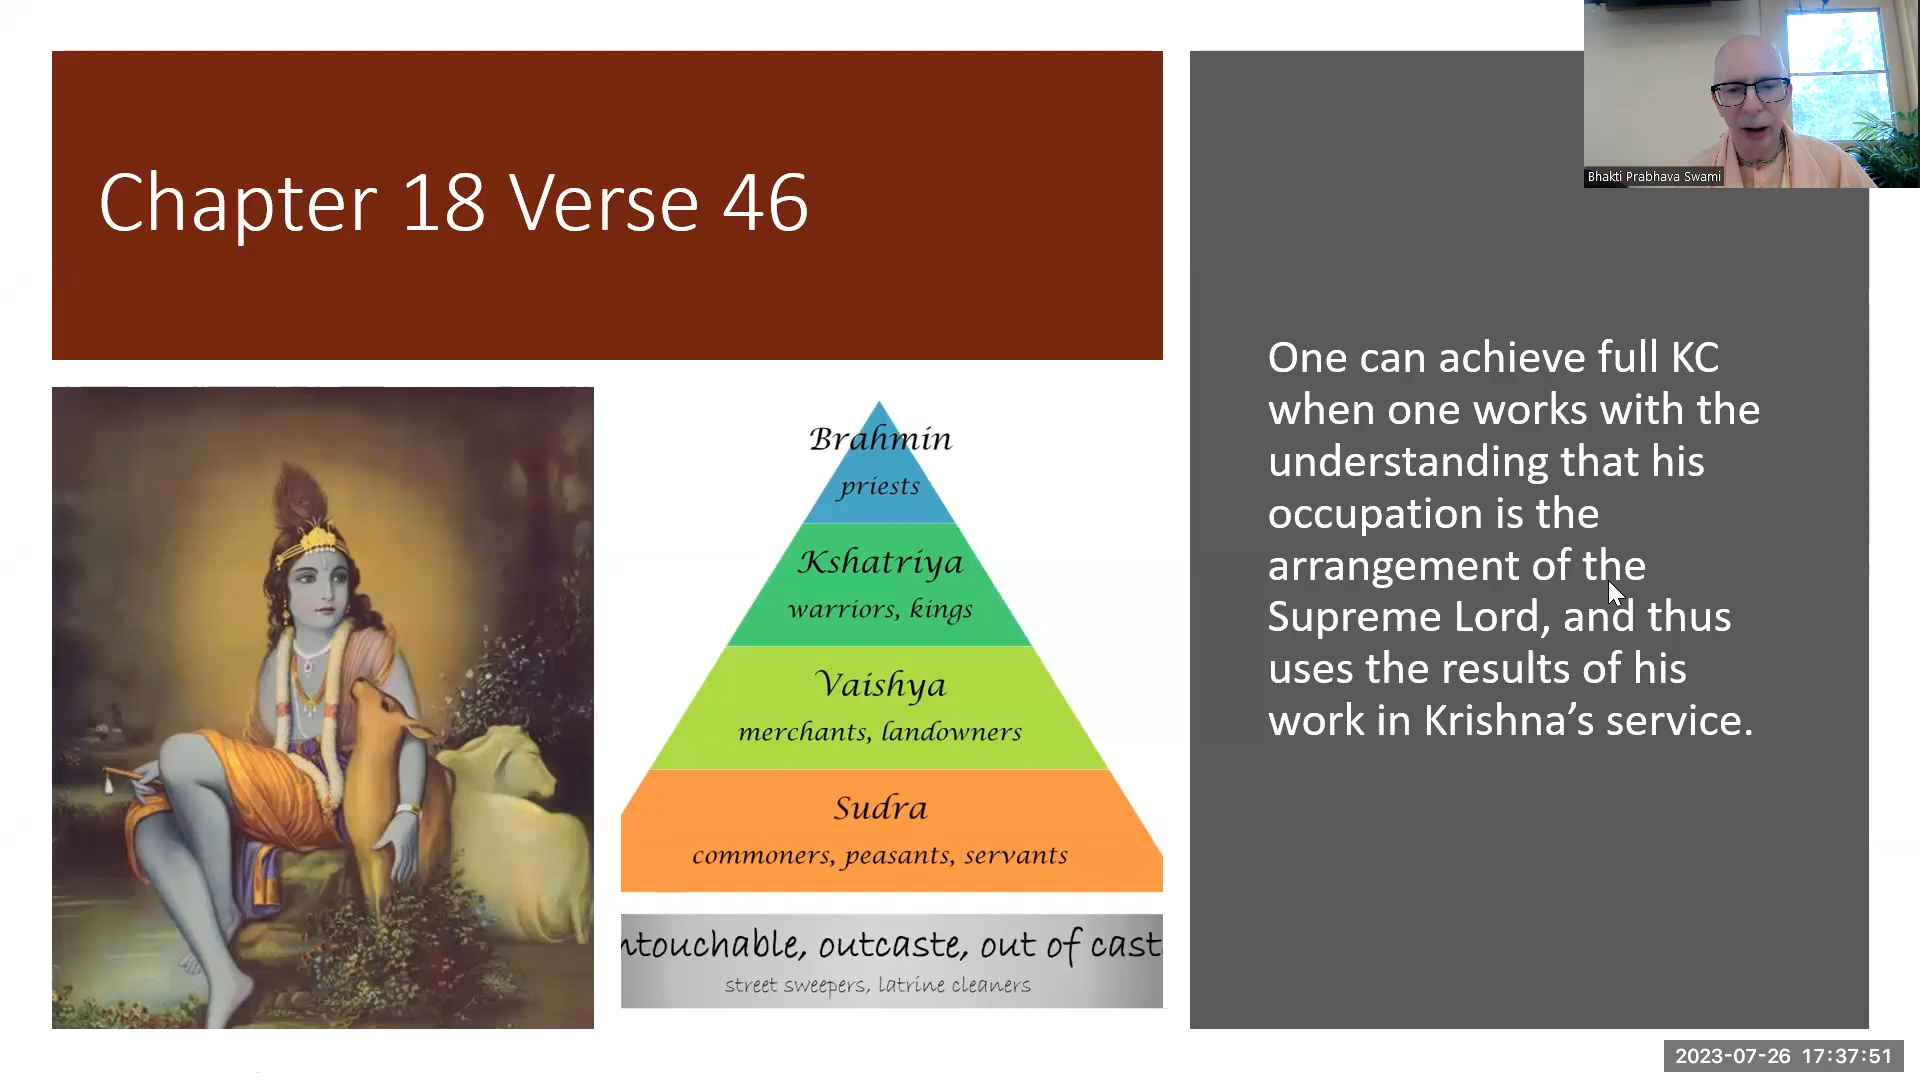 Chapter 18 Verse 46
Bhakti Prabhava Swami
Brahmin
priests
Kshatriya
warriors, kings
Vaishya
merchants, landowners
Sudra
commoners, peasants, servants
ntouchable, outcaste, out of cast
street sweepers, latrine cleaners
One can achieve full KC
when one works with the
understanding that his
occupation is the
arrangement of the
Supreme Lord, and thus
uses the results of his
work in Krishna’s service.
2023-07-26 17:37:51